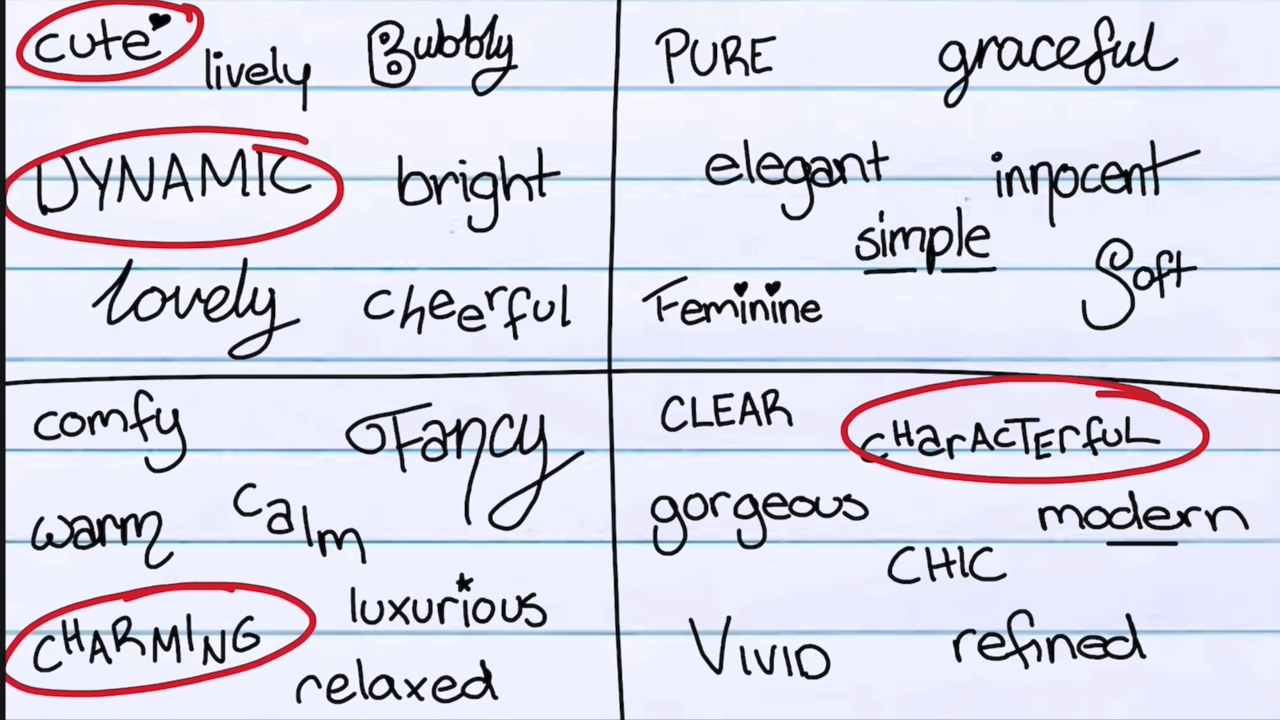 cute
lively
Bubbly
DYNAMIC
bright
lovely
cheerful
PURE
graceful
elegant
innocent
simple
Soft
Feminine
comfy
Fancy
warm
calm
luxurious
CHARMING
relaxed
CLEAR
cHarAcTErfuL
gorgeous
modern
CHIC
VIVID
refined